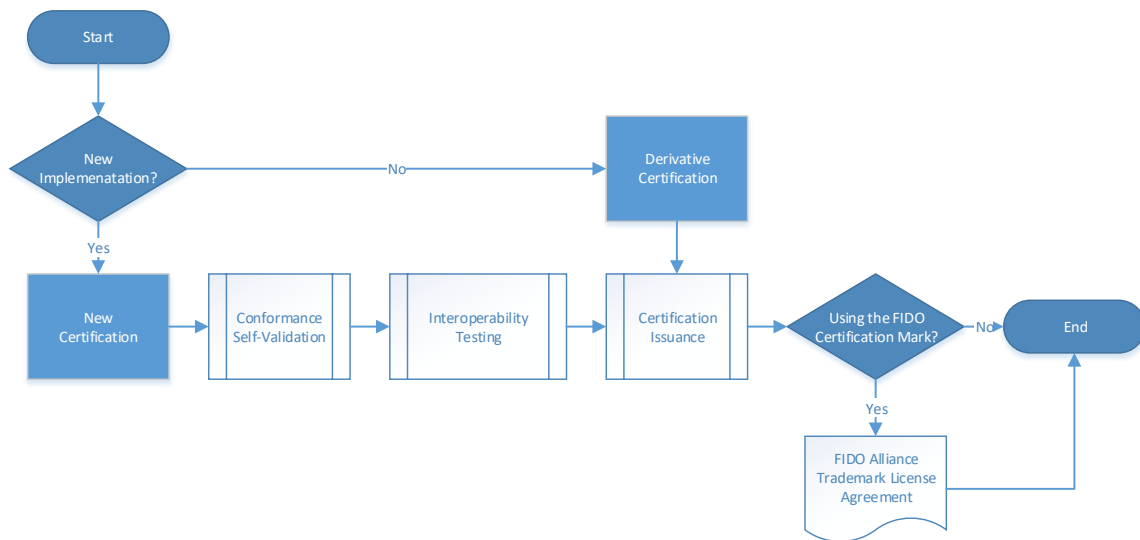 Start
New
Implemenatation?
No
Derivative
Certification
Yes
New
Certification
Conformance
Self-Validation
Interoperability
Testing
Certification
Issuance
Using the FIDO
Certification Mark?
No
End
Yes
FIDO Alliance
Trademark License
Agreement